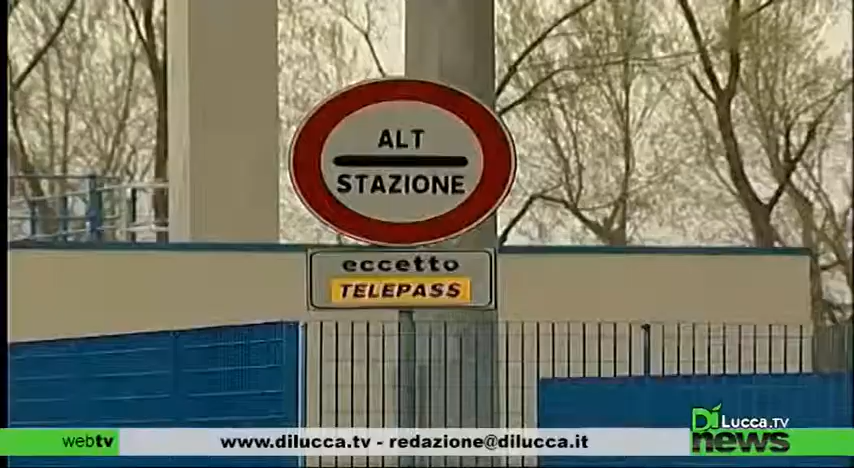 ALT
STAZIONE
eccetto
TELEPASS
webtv
www.dilucca.tv - redazione@dilucca.it
Di Lucca.TV
news